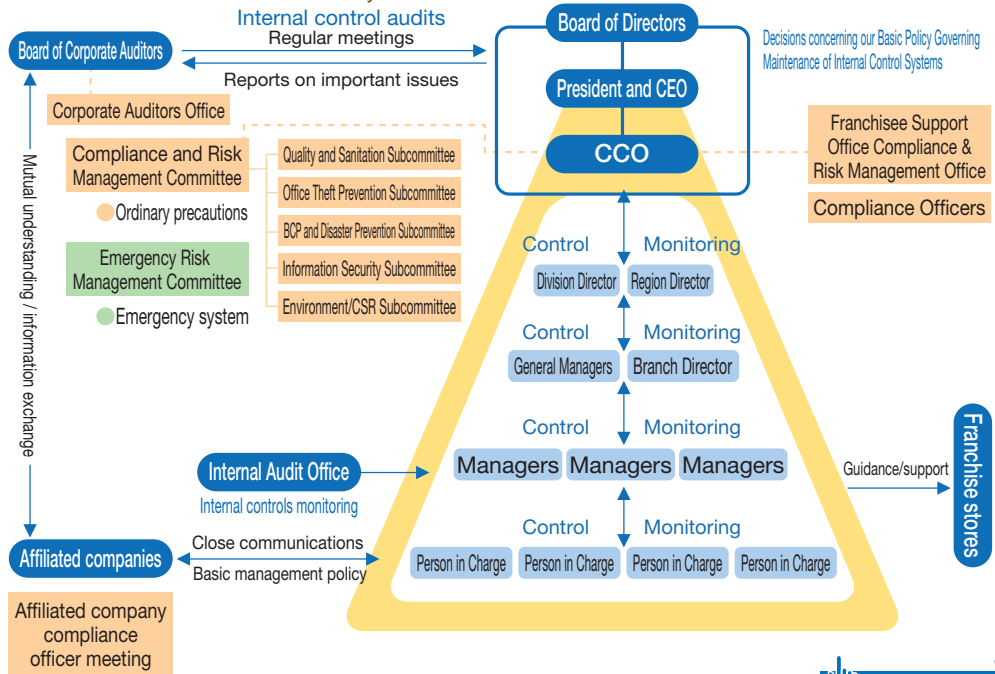 Internal control audits
Regular meetings
Reports on important issues
Board of Corporate Auditors
Corporate Auditors Office
Board of Directors
President and CEO
CCO
Decisions concerning our Basic Policy Governing
Maintenance of Internal Control Systems
Compliance and Risk
Management Committee
Ordinary precautions
Emergency Risk
Management Committee
Emergency system
Quality and Sanitation Subcommittee
Office Theft Prevention Subcommittee
BCP and Disaster Prevention Subcommittee
Information Security Subcommittee
Environment/CSR Subcommittee
Franchisee Support
Office Compliance &
Risk Management Office
Compliance Officers
Mutual understanding / information exchange
Control
Monitoring
Division Director
Region Director
Control
Monitoring
General Managers
Branch Director
Control
Monitoring
Managers
Managers
Managers
Internal Audit Office
Internal controls monitoring
Control
Monitoring
Person in Charge
Person in Charge
Person in Charge
Person in Charge
Guidance/support
Franchise stores
Affiliated companies
Close communications
Basic management policy
Affiliated company
compliance
officer meeting